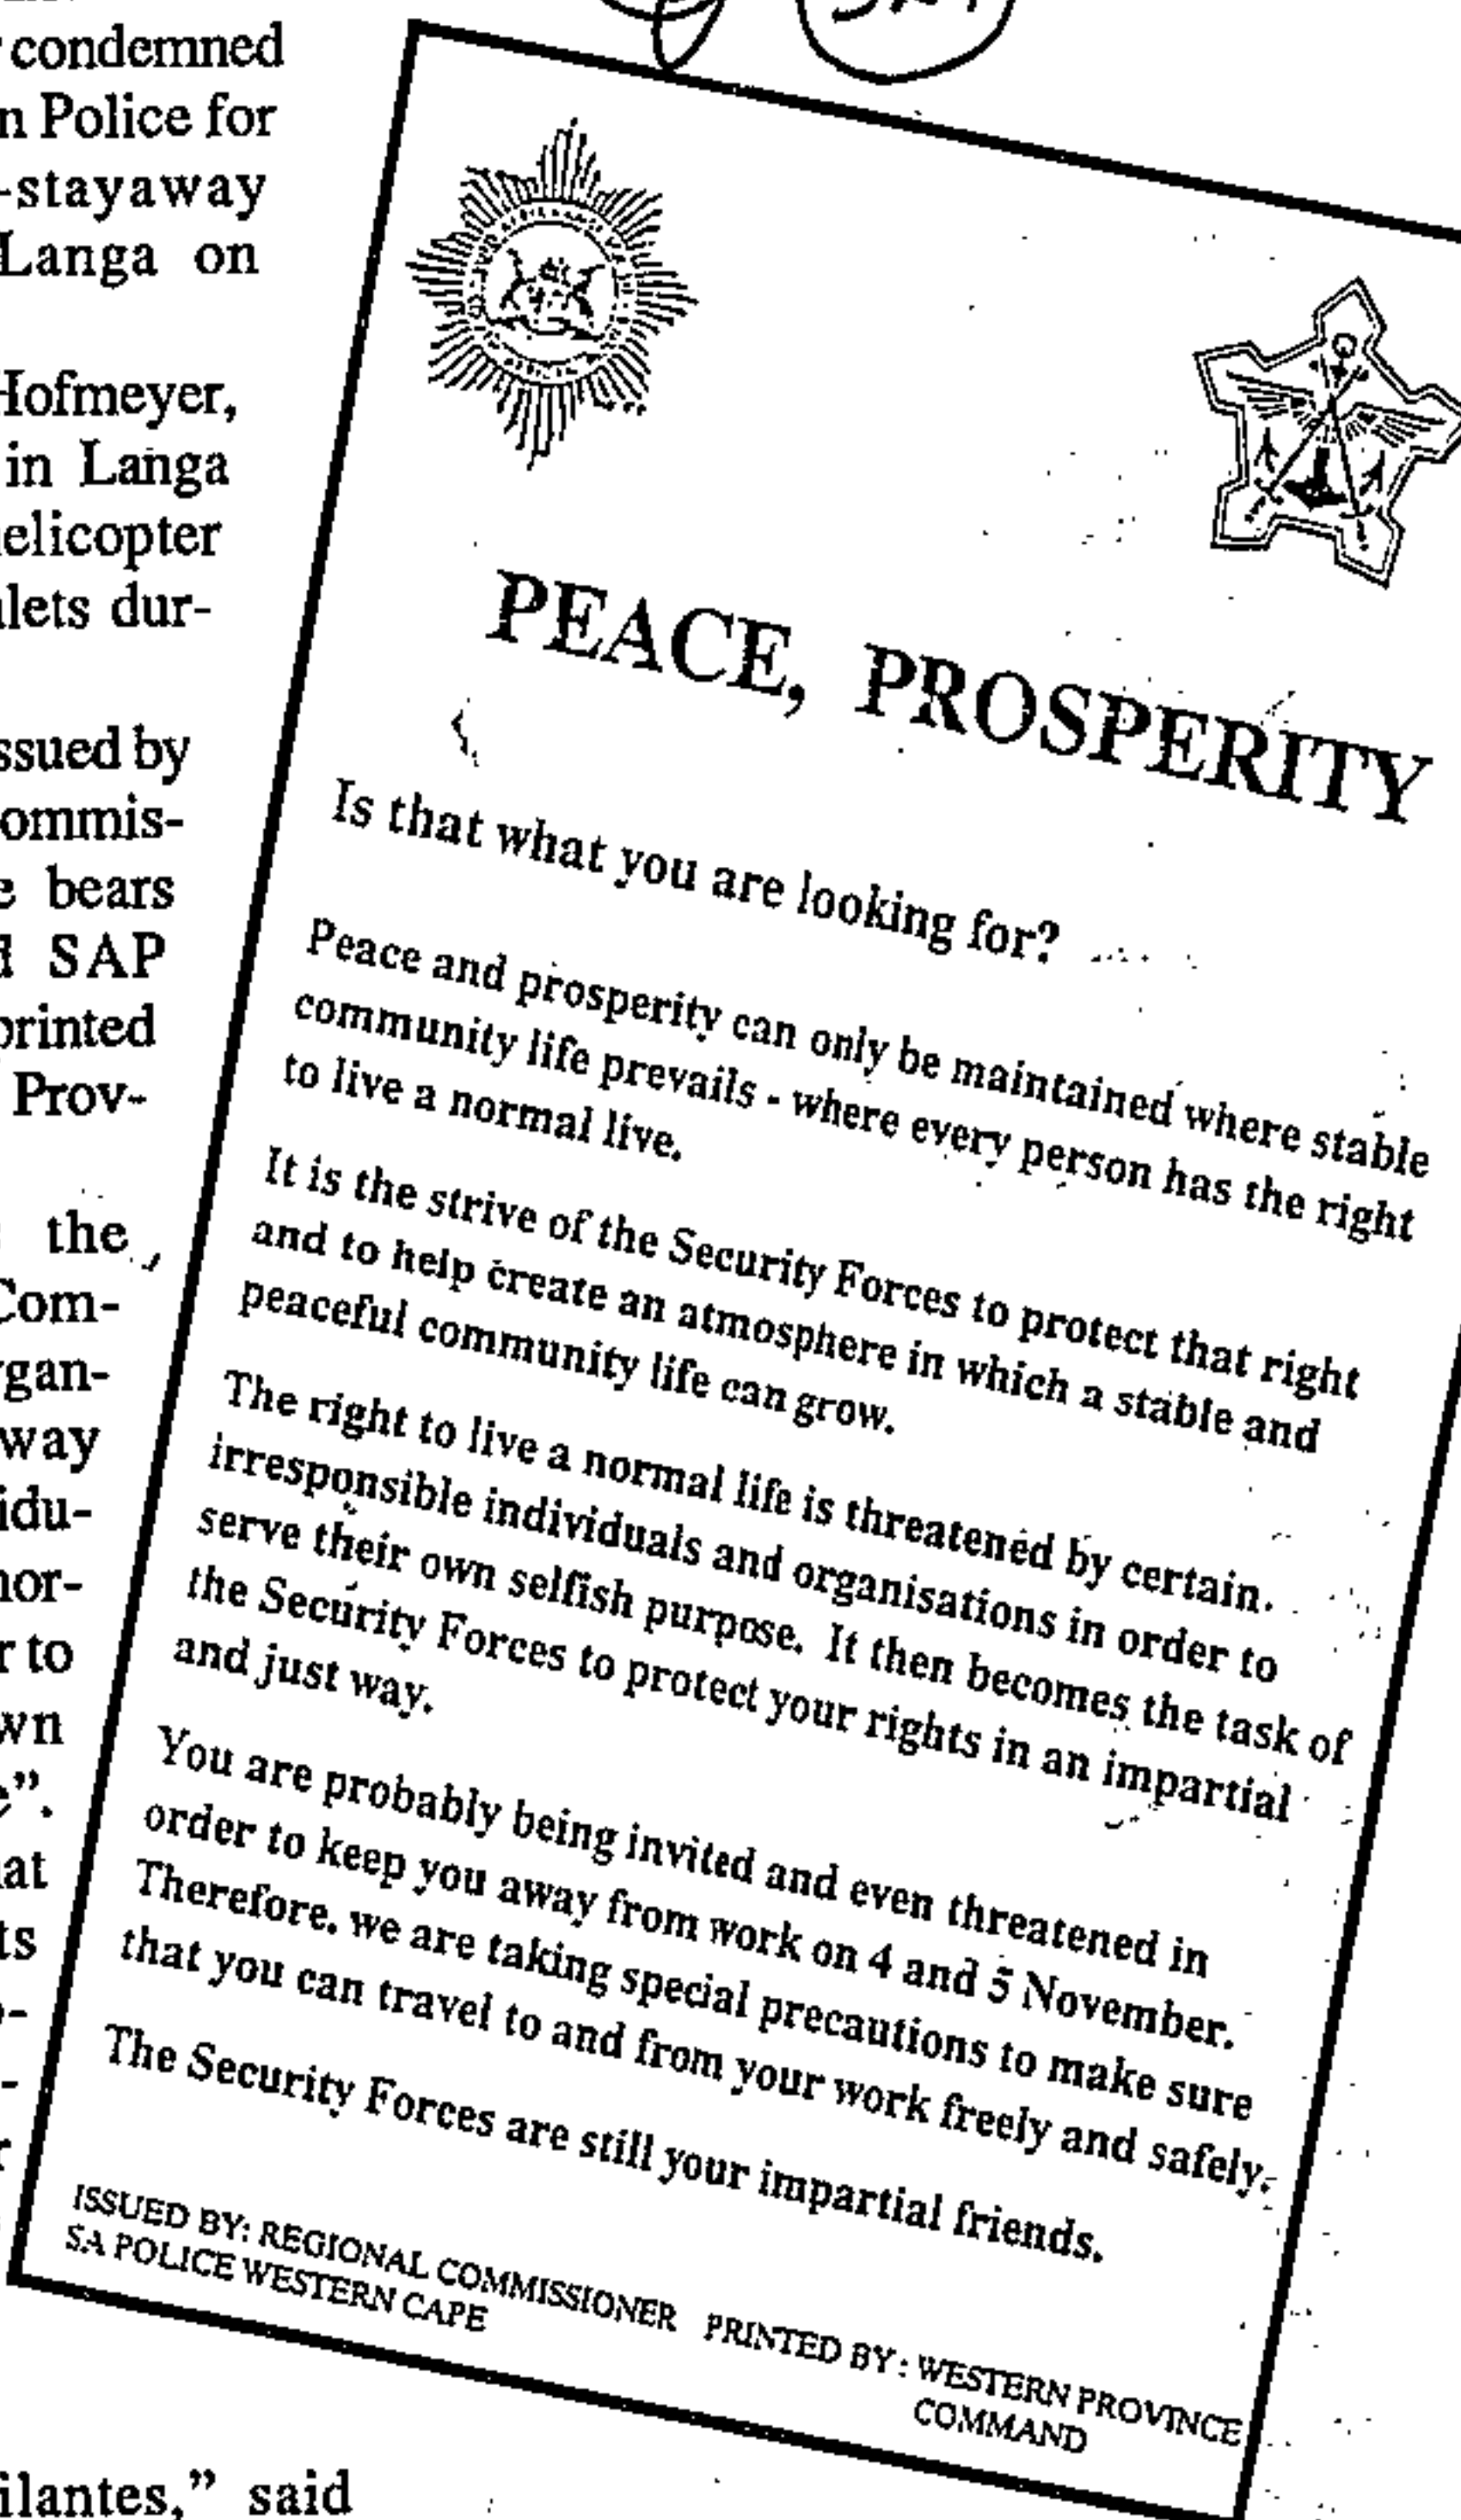 condemned
Police for
-stayaway
Langa on
Hofmeyer,
in Langa
elicopter
lets dur-
ssued by
ommis-
bears
SAP
printed
Prov-
the
Com-
gan-
way
idu-
nor-
r to
wn
e".
at
ts
ilantes," said
PEACE, PROSPERITY
Is that what you are looking for?
Peace and prosperity can only be maintained where stable
community life prevails - where every person has the right
to live a normal live.
It is the strive of the Security Forces to protect that right
and to help create an atmosphere in which a stable and
peaceful community life can grow.
The right to live a normal life is threatened by certain.
irresponsible individuals and organisations in order to
serve their own selfish purpose. It then becomes the task of
the Security Forces to protect your rights in an impartial
and just way.
You are probably being invited and even threatened in
order to keep you away from work on 4 and 5 November.
Therefore. we are taking special precautions to make sure
that you can travel to and from your work freely and safely.
The Security Forces are still your impartial friends.
ISSUED BY: REGIONAL COMMISSIONER
SA POLICE WESTERN CAPE
PRINTED BY: WESTERN PROVINCE
COMMAND